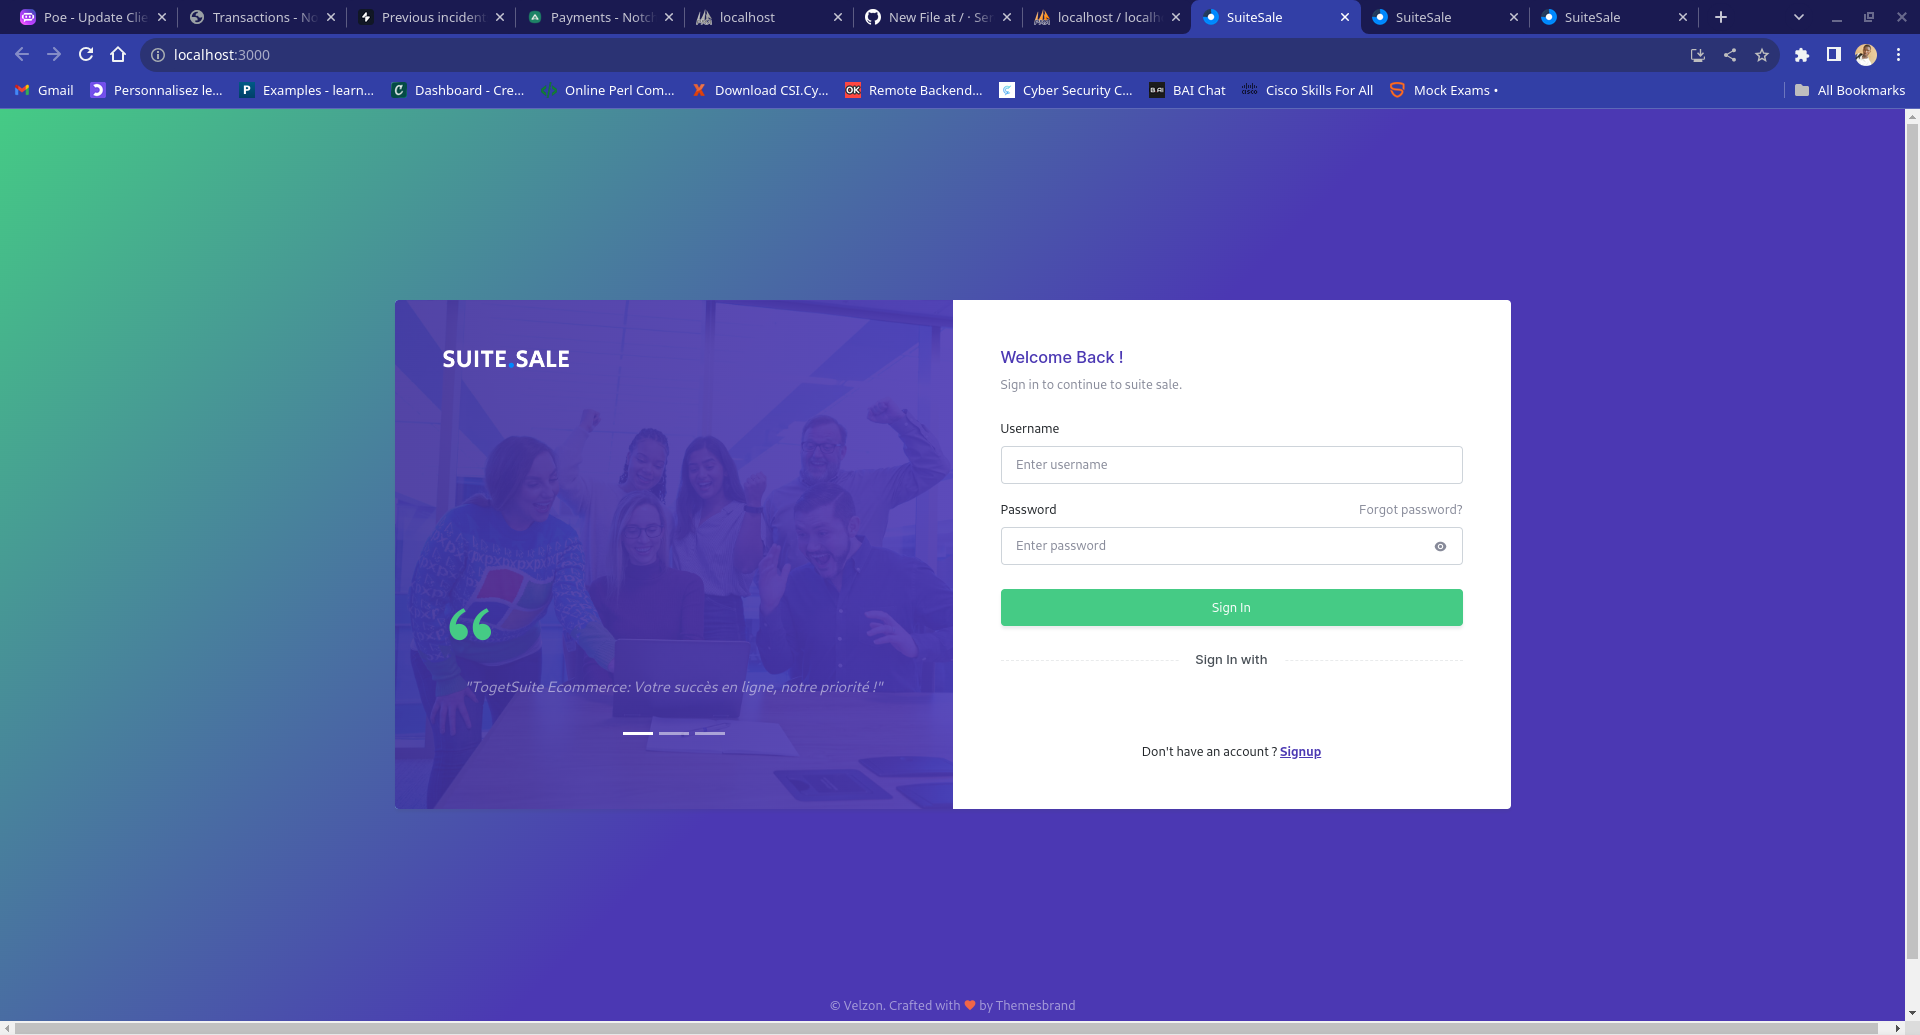 Poe - Update Clie
Transactions - No
Previous incident
Payments - Notch
localhost
New File at / · Ser
localhost / localh
SuiteSale
SuiteSale
SuiteSale
localhost:3000
Gmail
Personnalisez le...
Examples - learn...
Dashboard - Cre...
Online Perl Com...
Download CSI.Cy...
Remote Backend...
Cyber Security C...
BAI Chat
Cisco Skills For All
Mock Exams •
All Bookmarks
SUITE.SALE
"TogetSuite Ecommerce: Votre succès en ligne, notre priorité !"
Welcome Back !
Sign in to continue to suite sale.
Username
Enter username
Password
Forgot password?
Enter password
Sign In
Sign In with
Don't have an account ? Signup
© Velzon. Crafted with ❤ by Themesbrand